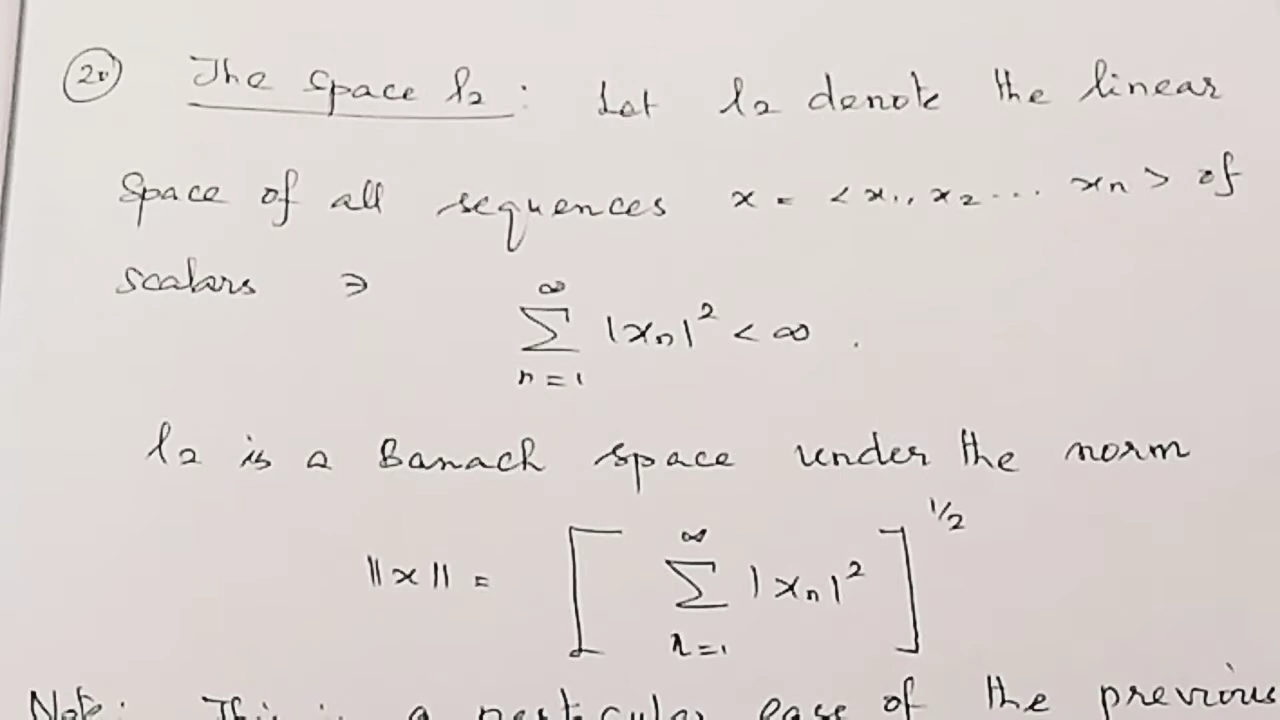 2) The space l₂ : Let l₂ denote the linear
space of all sequences x = <x₁, x₂ ... xₙ> of
scalars ∋
∞
∑ |xₙ|² < ∞ .
n=1
l₂ is a Banach space under the norm
||x|| = [ ∞∑n=1 |xₙ|² ]^1/2
Note: This is a particular case of the previous